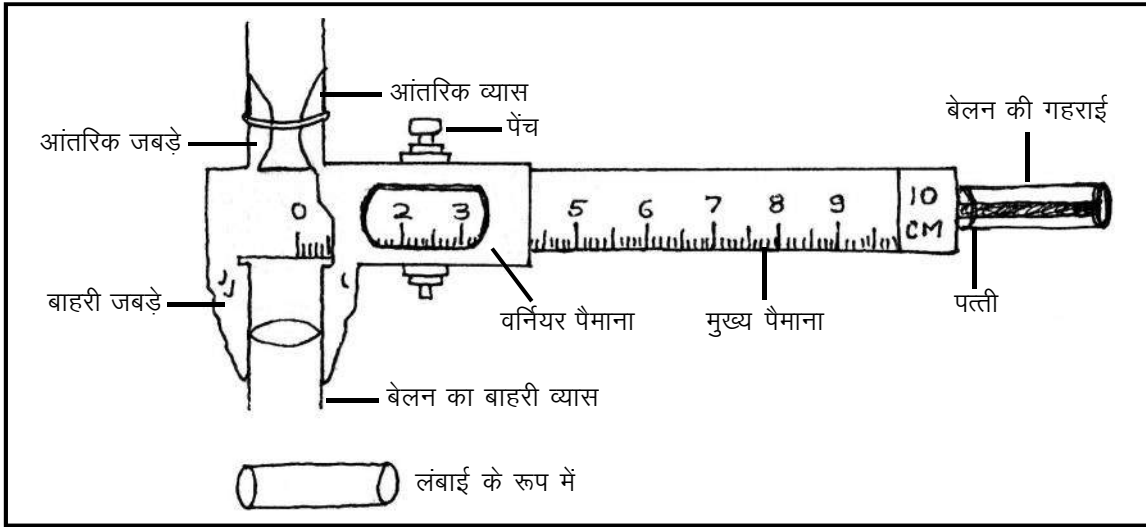 आंतरिक व्यास
पेंच
बेलन की गहराई
आंतरिक जबड़े
0
2 3
5 6 7 8 9
10
CM
बाहरी जबड़े
वर्नियर पैमाना
मुख्य पैमाना
पत्ती
बेलन का बाहरी व्यास
लंबाई के रूप में